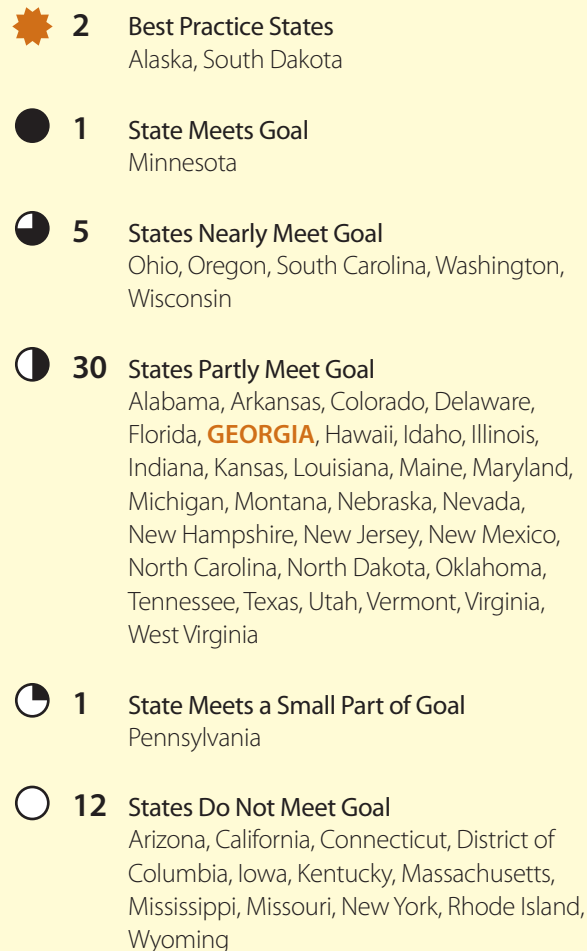 2 Best Practice States
Alaska, South Dakota
1 State Meets Goal
Minnesota
5 States Nearly Meet Goal
Ohio, Oregon, South Carolina, Washington,
Wisconsin
30 States Partly Meet Goal
Alabama, Arkansas, Colorado, Delaware,
Florida, GEORGIA, Hawaii, Idaho, Illinois,
Indiana, Kansas, Louisiana, Maine, Maryland,
Michigan, Montana, Nebraska, Nevada,
New Hampshire, New Jersey, New Mexico,
North Carolina, North Dakota, Oklahoma,
Tennessee, Texas, Utah, Vermont, Virginia,
West Virginia
1 State Meets a Small Part of Goal
Pennsylvania
12 States Do Not Meet Goal
Arizona, California, Connecticut, District of
Columbia, Iowa, Kentucky, Massachusetts,
Mississippi, Missouri, New York, Rhode Island,
Wyoming